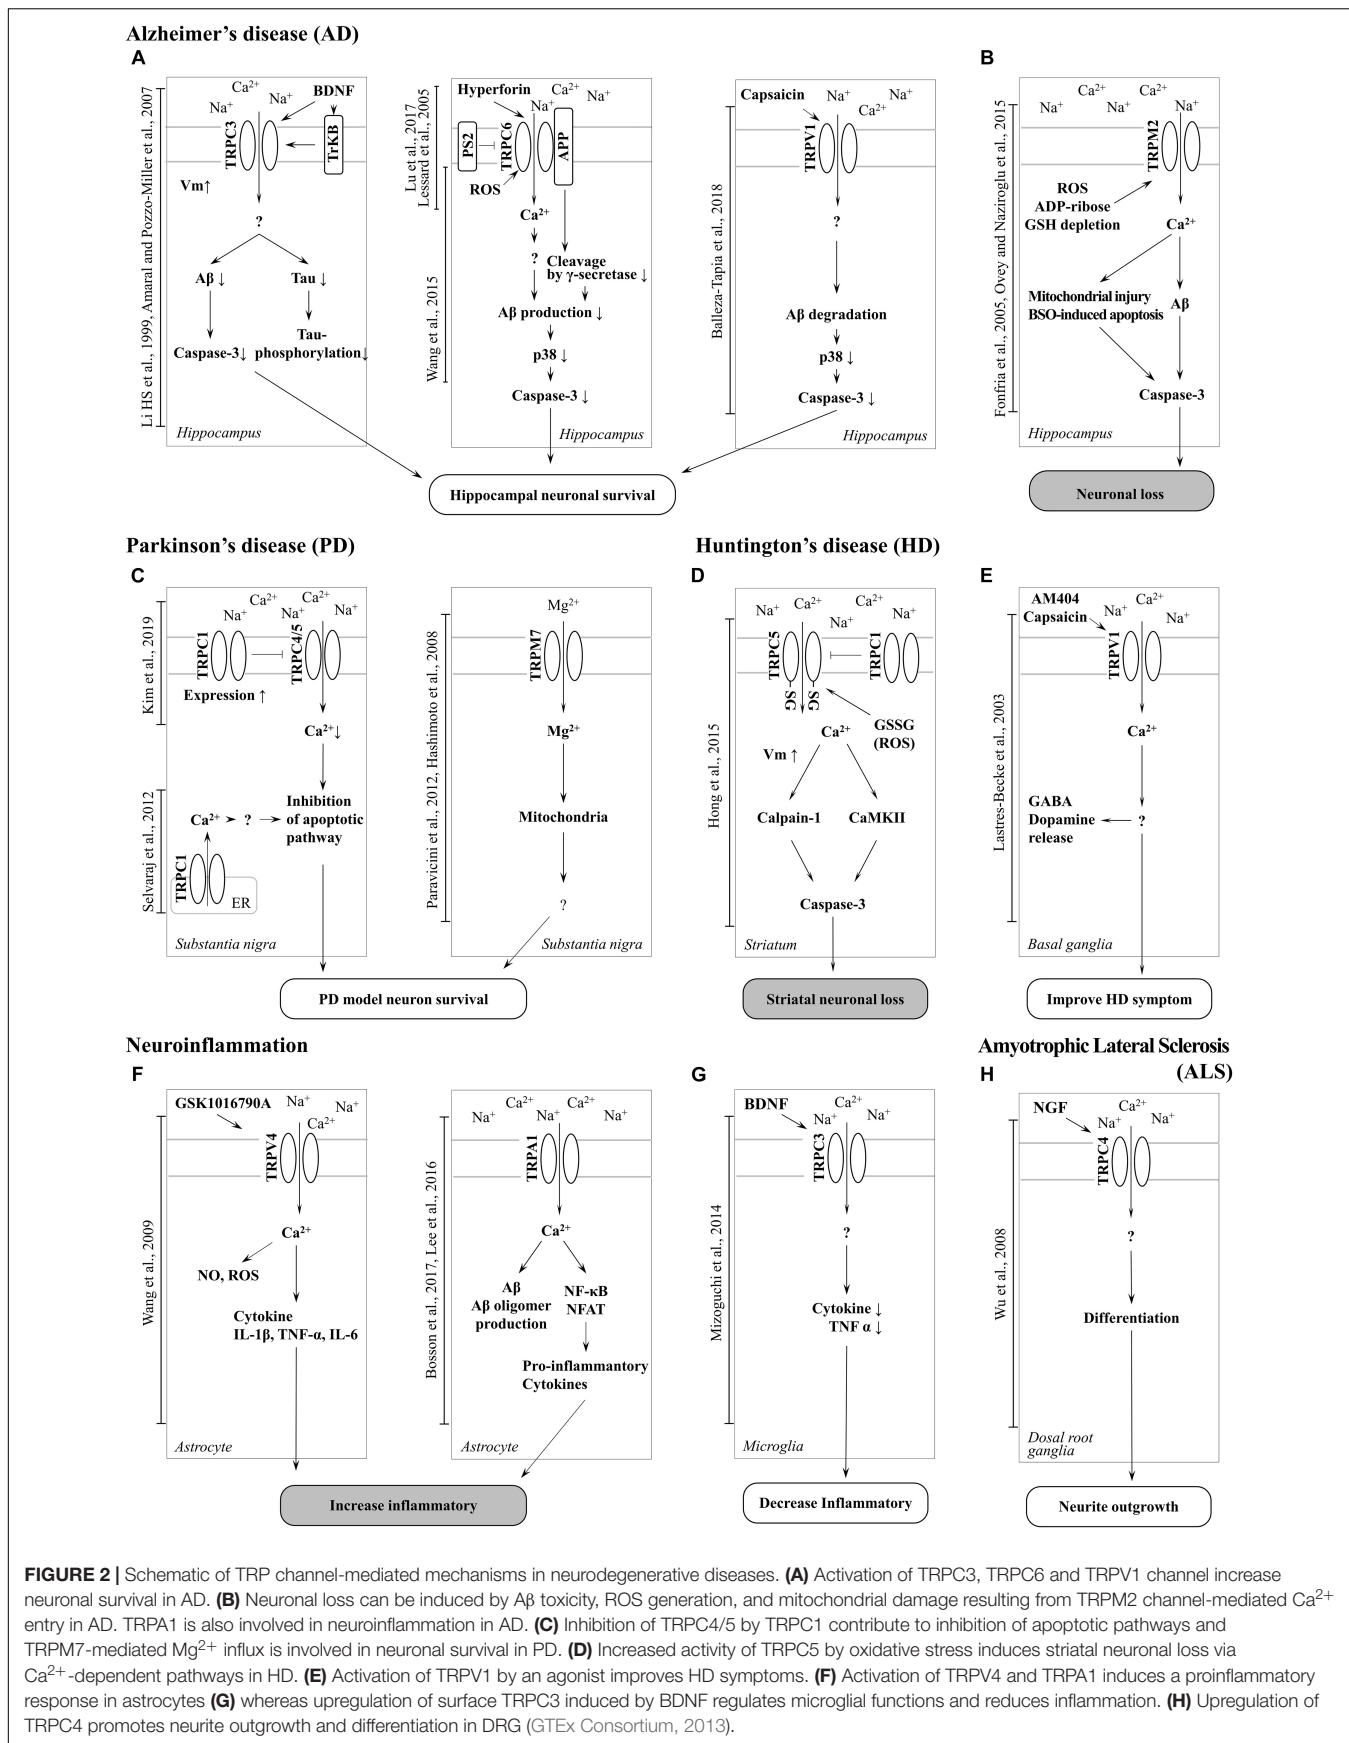 Alzheimer's disease (AD)
A
Li HS et al., 1999, Amaral and Pozzo-Miller et al., 2007
Ca²⁺
Na⁺
Na⁺
BDNF
TRPC3
TrKB
Vm↑
?
Aβ ↓
Tau ↓
Caspase-3↓
Tau-
phosphorylation↓
Hippocampus
Lu et al., 2017
Lessard et al., 2005
Wang et al., 2015
Hyperforin
Ca²⁺
Na⁺
Na⁺
PS2
TRPC6
APP
ROS
Ca²⁺
?
Cleavage
by γ-secretase ↓
Aβ production ↓
p38 ↓
Caspase-3 ↓
Hippocampus
Balleza-Tapia et al., 2018
Capsaicin
Na⁺
Na⁺
Ca²⁺
TRPV1
?
Aβ degradation
p38 ↓
Caspase-3 ↓
Hippocampus
Hippocampal neuronal survival
B
Fonfria et al., 2005, Ovey and Naziroglu et al., 2015
Ca²⁺
Ca²⁺
Na⁺
Na⁺
Na⁺
TRPM2
ROS
ADP-ribose
GSH depletion
Ca²⁺
Mitochondrial injury
BSO-induced apoptosis
Aβ
Caspase-3
Hippocampus
Neuronal loss
Parkinson's disease (PD)
C
Kim et al., 2019
Selvaraj et al., 2012
Ca²⁺
Ca²⁺
Na⁺
Na⁺
Na⁺
TRPC1
TRPC4/5
Expression ↑
Ca²⁺↓
Inhibition
of apoptotic
pathway
Ca²⁺
?
TRPC1
ER
Substantia nigra
Paravicini et al., 2012, Hashimoto et al., 2008
Mg²⁺
TRPM7
Mg²⁺
Mitochondria
?
Substantia nigra
PD model neuron survival
Huntington's disease (HD)
D
Hong et al., 2015
Na⁺
Ca²⁺
Na⁺
Ca²⁺
Na⁺
TRPC5
TRPC1
SG
SG
GSSG
(ROS)
Ca²⁺
Vm ↑
Calpain-1
CaMKII
Caspase-3
Striatum
Striatal neuronal loss
E
Lastres-Becke et al., 2003
AM404
Capsaicin
Ca²⁺
Na⁺
Na⁺
TRPV1
Ca²⁺
GABA
Dopamine
release
?
Basal ganglia
Improve HD symptom
Neuroinflammation
F
Wang et al., 2009
GSK1016790A
Na⁺
Na⁺
Ca²⁺
TRPV4
Ca²⁺
NO, ROS
Cytokine
IL-1β, TNF-α, IL-6
Astrocyte
Bosson et al., 2017, Lee et al., 2016
Ca²⁺
Ca²⁺
Na⁺
Na⁺
Na⁺
TRPA1
Ca²⁺
Aβ
Aβ oligomer
production
NF-κB
NFAT
Pro-inflammantory
Cytokines
Astrocyte
Increase inflammatory
G
Mizoguchi et al., 2014
BDNF
Ca²⁺
Na⁺
Na⁺
TRPC3
?
Cytokine ↓
TNF α ↓
Microglia
Decrease Inflammatory
Amyotrophic Lateral Sclerosis
(ALS)
H
Wu et al., 2008
NGF
Ca²⁺
Na⁺
Na⁺
TRPC4
?
Differentiation
Dosal root
ganglia
Neurite outgrowth
FIGURE 2 | Schematic of TRP channel-mediated mechanisms in neurodegenerative diseases. (A) Activation of TRPC3, TRPC6 and TRPV1 channel increase
neuronal survival in AD. (B) Neuronal loss can be induced by Aβ toxicity, ROS generation, and mitochondrial damage resulting from TRPM2 channel-mediated Ca²⁺
entry in AD. TRPA1 is also involved in neuroinflammation in AD. (C) Inhibition of TRPC4/5 by TRPC1 contribute to inhibition of apoptotic pathways and
TRPM7-mediated Mg²⁺ influx is involved in neuronal survival in PD. (D) Increased activity of TRPC5 by oxidative stress induces striatal neuronal loss via
Ca²⁺-dependent pathways in HD. (E) Activation of TRPV1 by an agonist improves HD symptoms. (F) Activation of TRPV4 and TRPA1 induces a proinflammatory
response in astrocytes (G) whereas upregulation of surface TRPC3 induced by BDNF regulates microglial functions and reduces inflammation. (H) Upregulation of
TRPC4 promotes neurite outgrowth and differentiation in DRG (GTEx Consortium, 2013).